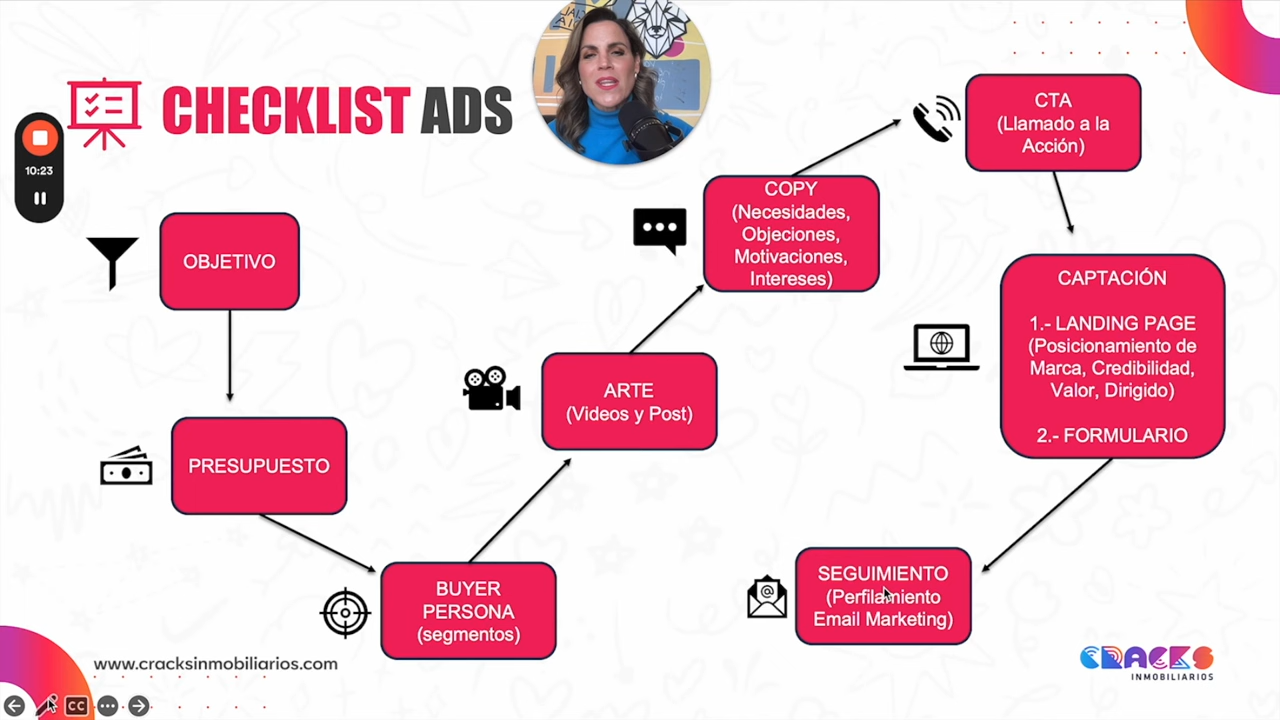 CHECKLIST ADS
10:23
OBJETIVO
PRESUPUESTO
BUYER
PERSONA
(segmentos)
ARTE
(Videos y Post)
COPY
(Necesidades,
Objeciones,
Motivaciones,
Intereses)
CTA
(Llamado a la
Acción)
CAPTACIÓN
1.- LANDING PAGE
(Posicionamiento de
Marca, Credibilidad,
Valor, Dirigido)
2.- FORMULARIO
SEGUIMIENTO
(Perfilamiento
Email Marketing)
www.cracksinmobiliarios.com
CRACKS
INMOBILIARIOS
CC